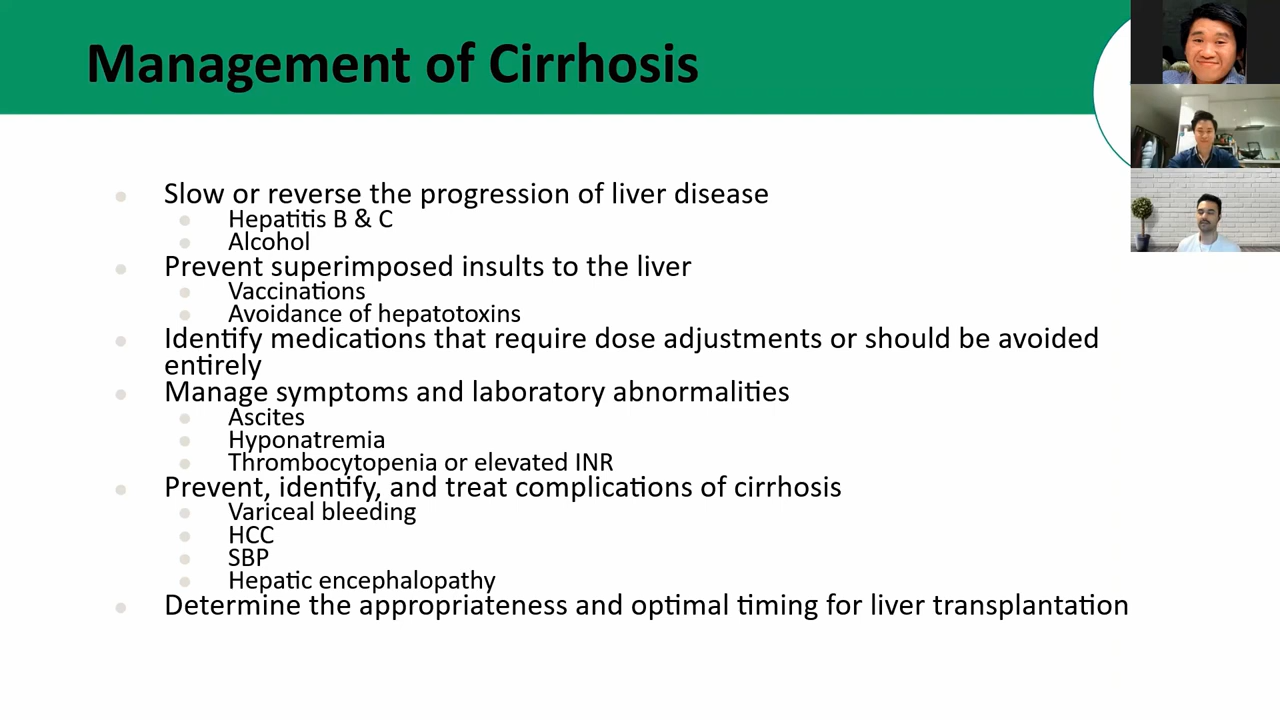 Management of Cirrhosis
Slow or reverse the progression of liver disease
Hepatitis B & C
Alcohol
Prevent superimposed insults to the liver
Vaccinations
Avoidance of hepatotoxins
Identify medications that require dose adjustments or should be avoided
entirely
Manage symptoms and laboratory abnormalities
Ascites
Hyponatremia
Thrombocytopenia or elevated INR
Prevent, identify, and treat complications of cirrhosis
Variceal bleeding
HCC
SBP
Hepatic encephalopathy
Determine the appropriateness and optimal timing for liver transplantation